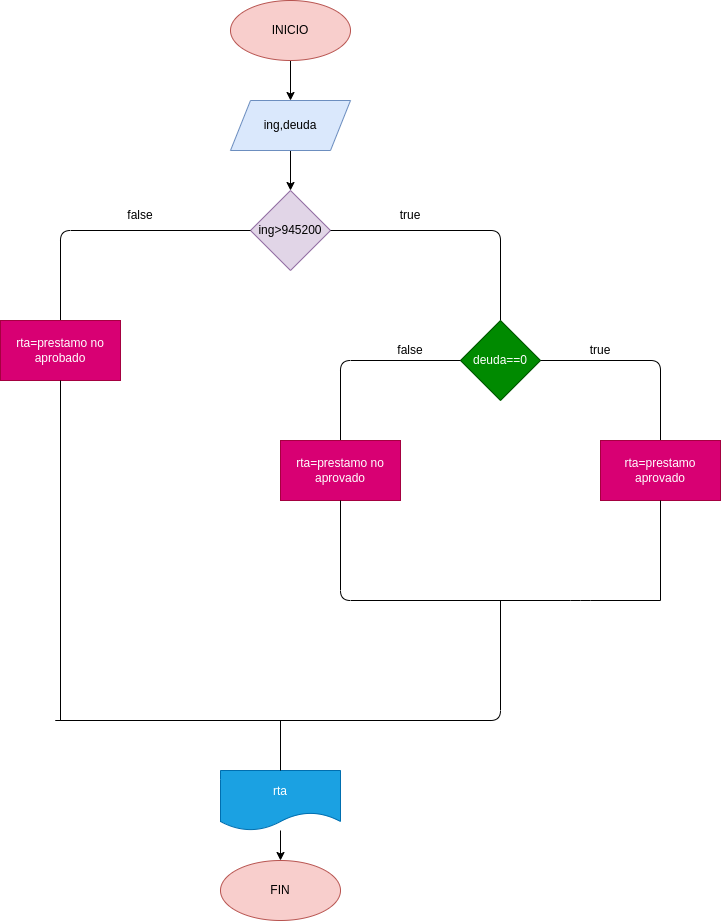 INICIO
ing,deuda
false
true
ing>945200
rta=prestamo no
aprobado
false
true
deuda==0
rta=prestamo no
aprovado
rta=prestamo
aprovado
rta
FIN